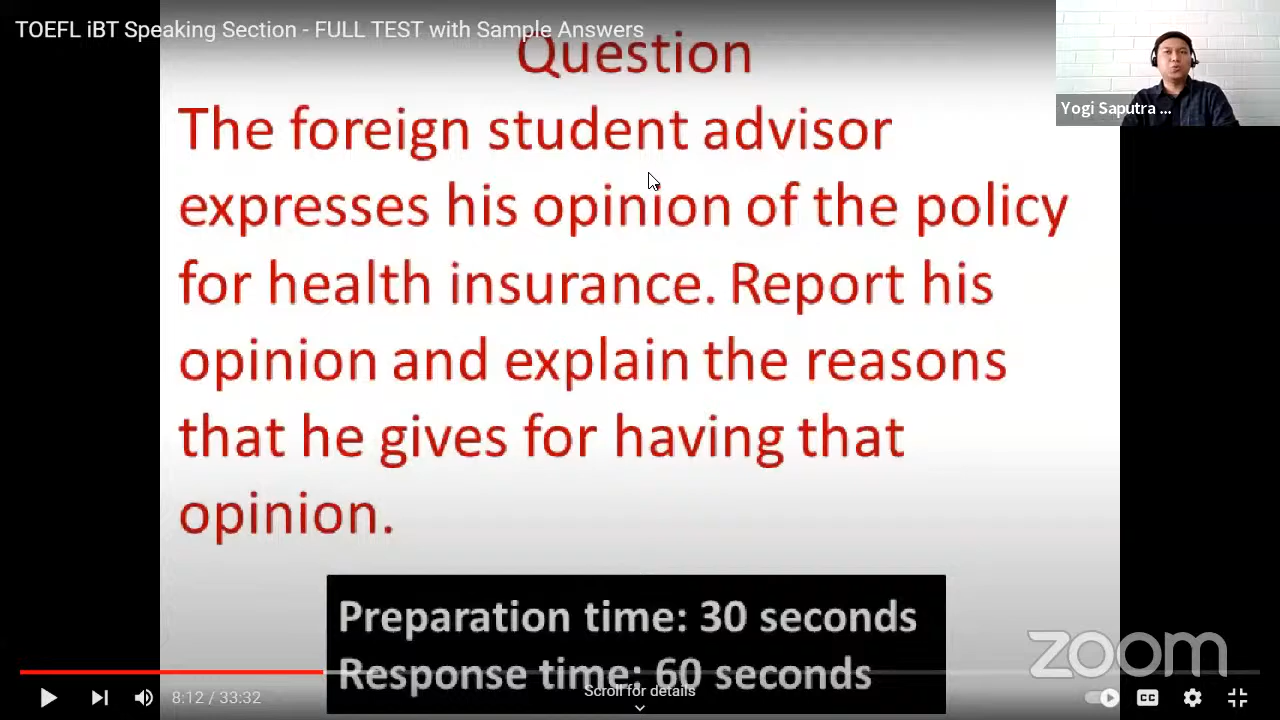 TOEFL iBT Speaking Section - FULL TEST with Sample Answers
Question
The foreign student advisor
expresses his opinion of the policy
for health insurance. Report his
opinion and explain the reasons
that he gives for having that
opinion.
Preparation time: 30 seconds
Response time: 60 seconds
Yogi Saputra ...
zoom
8:12 / 33:32
Scroll for details
CC